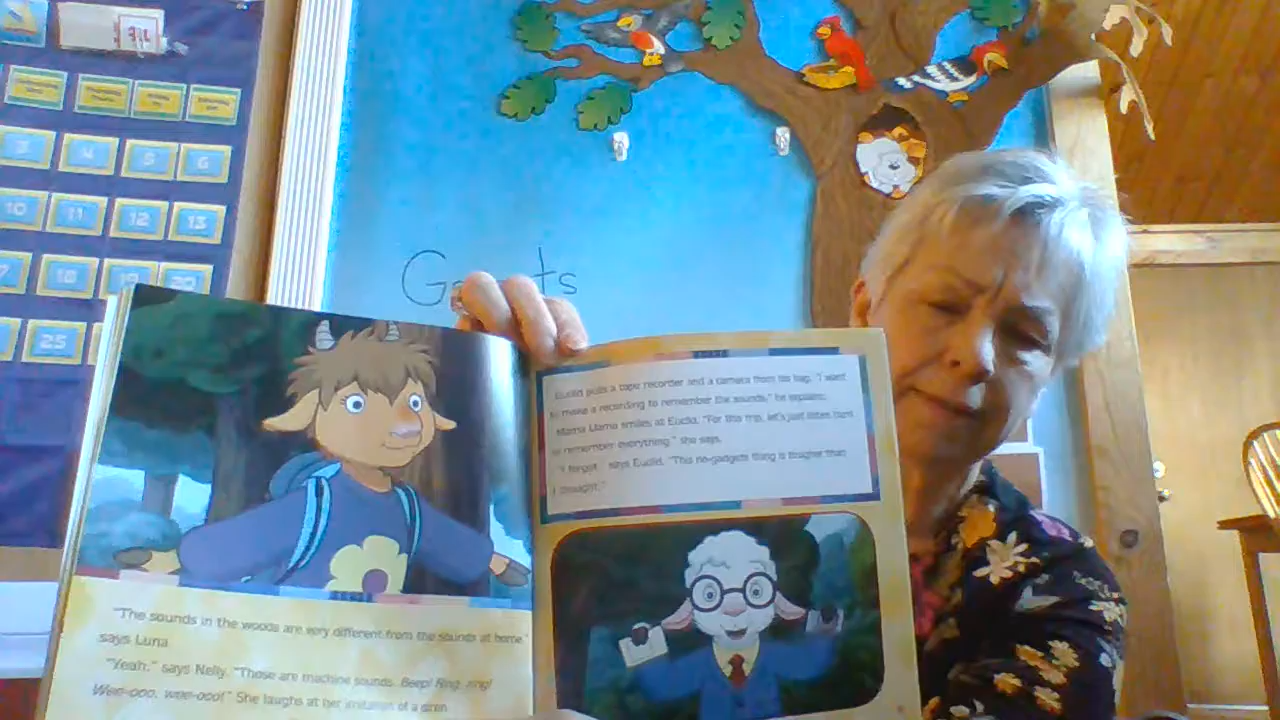 3 4 5 6
10 11 12 13
18 19 20
25
G ts
"The sounds in the woods are very different from the sounds at home"
says Luna
"Yeah," says Nelly. "Those are machine sounds. Beep! Ring, ring!
Wee-ooo, wee-ooo!" She laughs at her imitation of a siren
Euclid pulls a tape recorder and a camera from his bag. "I want
to make a recording to remember the sounds," he explains.
Mama Llama smiles at Euclid. "For this trip, let's just listen hard
to remember everything," she says.
"I forgot," says Euclid. "This no-gadgets thing is tougher than
I thought."